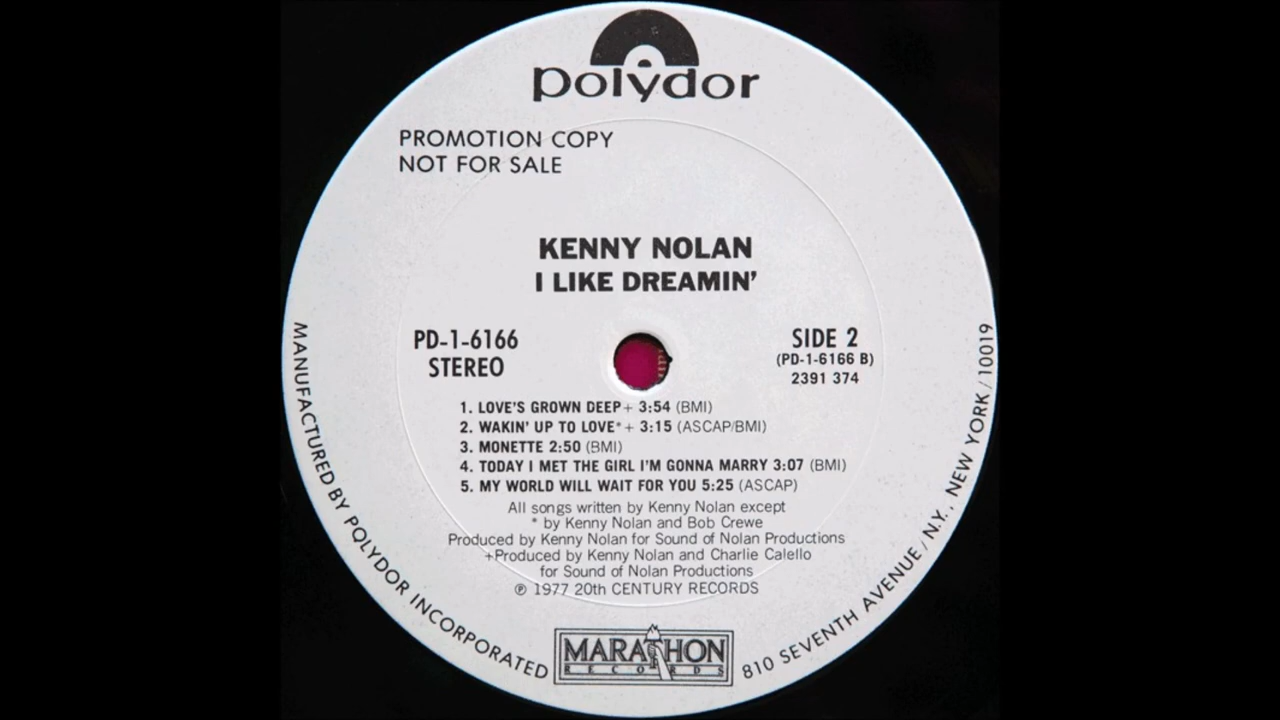 polydor
PROMOTION COPY
NOT FOR SALE
KENNY NOLAN
I LIKE DREAMIN'
PD-1-6166
STEREO
SIDE 2
(PD-1-6166 B)
2391 374
1. LOVE'S GROWN DEEP+ 3:54 (BMI)
2. WAKIN' UP TO LOVE*+ 3:15 (ASCAP/BMI)
3. MONETTE 2:50 (BMI)
4. TODAY I MET THE GIRL I'M GONNA MARRY 3:07 (BMI)
5. MY WORLD WILL WAIT FOR YOU 5:25 (ASCAP)
All songs written by Kenny Nolan except
* by Kenny Nolan and Bob Crewe
Produced by Kenny Nolan for Sound of Nolan Productions
+Produced by Kenny Nolan and Charlie Calello
for Sound of Nolan Productions
℗ 1977 20th CENTURY RECORDS
MANUFACTURED BY POLYDOR INCORPORATED
MARATHON
RECORDS
810 SEVENTH AVENUE / N.Y., NEW YORK / 10019